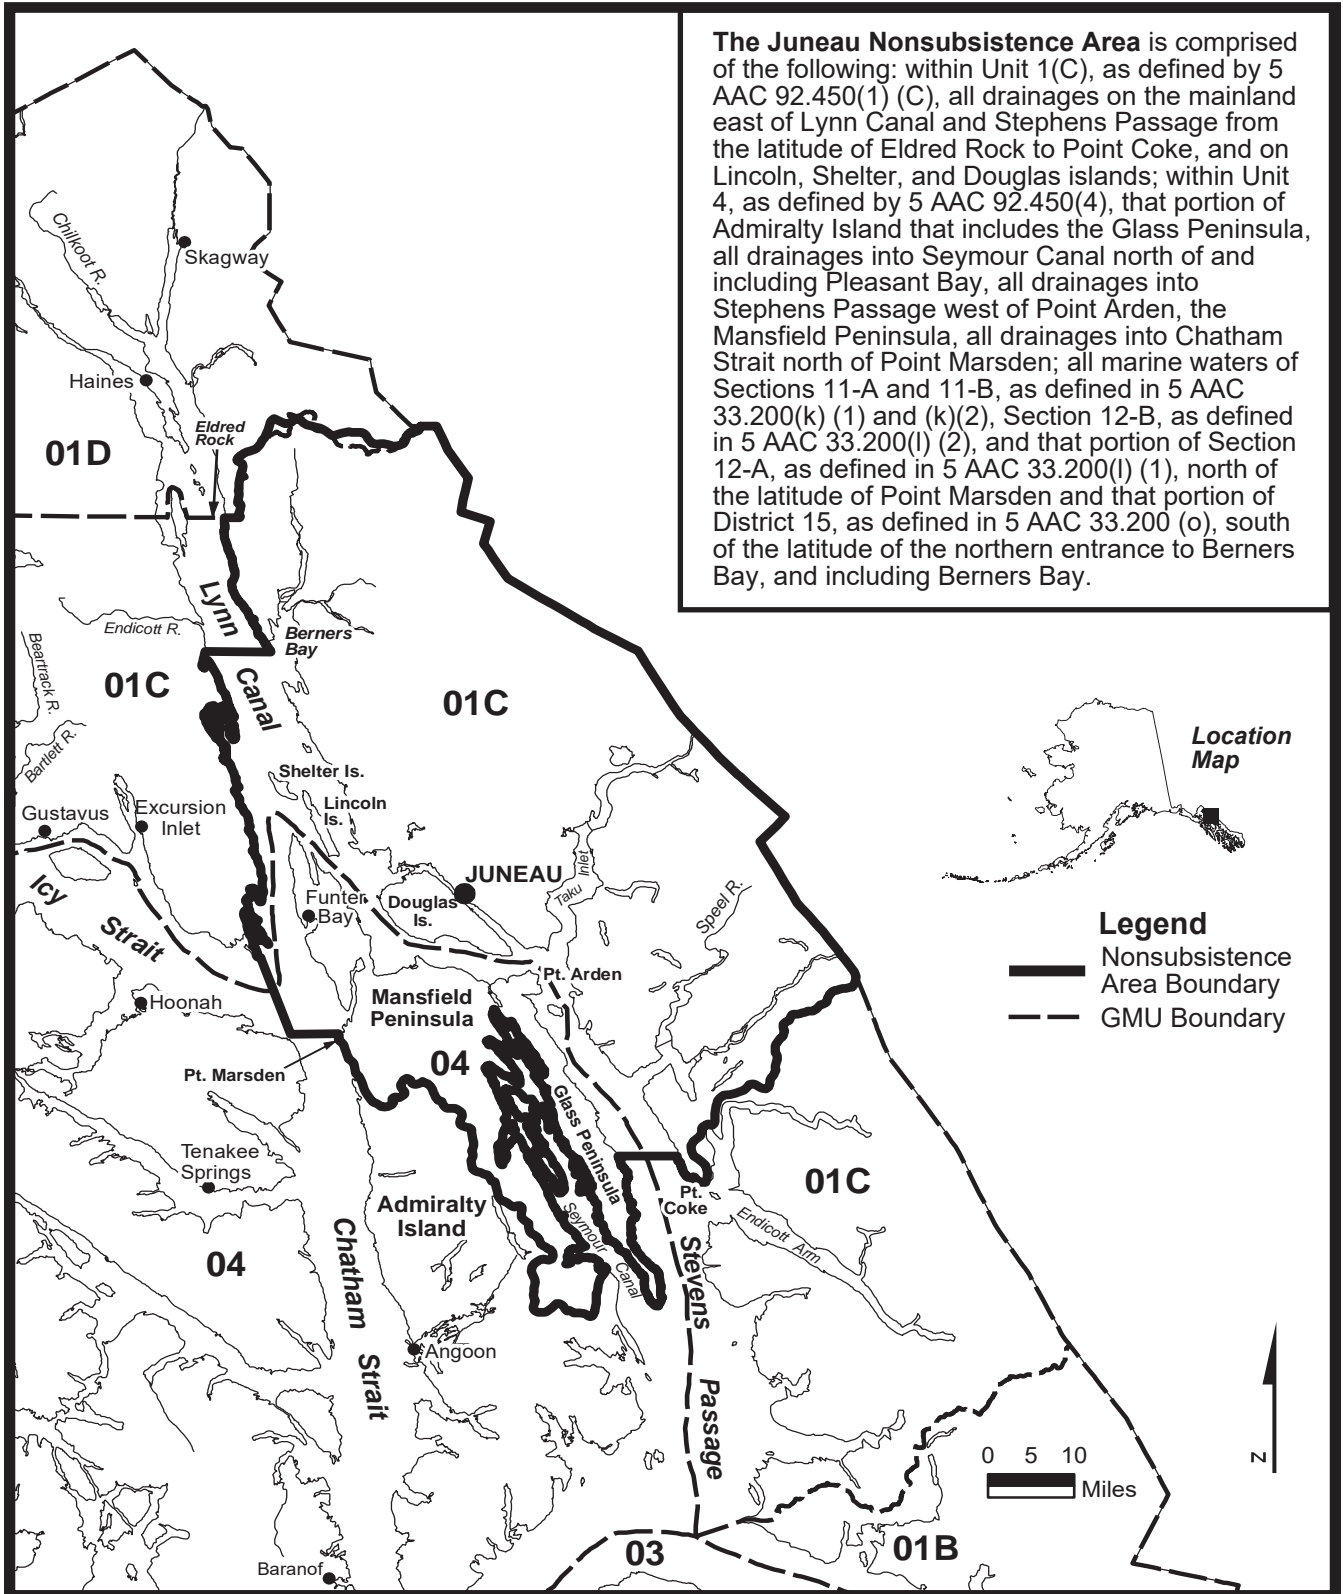 The Juneau Nonsubsistence Area is comprised
of the following: within Unit 1(C), as defined by 5
AAC 92.450(1) (C), all drainages on the mainland
east of Lynn Canal and Stephens Passage from
the latitude of Eldred Rock to Point Coke, and on
Lincoln, Shelter, and Douglas islands; within Unit
4, as defined by 5 AAC 92.450(4), that portion of
Admiralty Island that includes the Glass Peninsula,
all drainages into Seymour Canal north of and
including Pleasant Bay, all drainages into
Stephens Passage west of Point Arden, the
Mansfield Peninsula, all drainages into Chatham
Strait north of Point Marsden; all marine waters of
Sections 11-A and 11-B, as defined in 5 AAC
33.200(k) (1) and (k)(2), Section 12-B, as defined
in 5 AAC 33.200(l) (2), and that portion of Section
12-A, as defined in 5 AAC 33.200(l) (1), north of
the latitude of Point Marsden and that portion of
District 15, as defined in 5 AAC 33.200 (o), south
of the latitude of the northern entrance to Berners
Bay, and including Berners Bay.
Chilkoot R.
Skagway
Haines
Eldred
Rock
01D
Lynn
Canal
Endicott R.
Berners
Bay
Beartrack R.
01C
01C
Bartlett R.
Location
Map
Shelter Is.
Lincoln
Is.
Gustavus
Excursion
Inlet
Icy
Strait
JUNEAU
Taku Inlet
Funter
Bay
Douglas
Is.
Speel R.
Legend
Nonsubsistence
Area Boundary
GMU Boundary
Pt. Arden
Hoonah
Mansfield
Peninsula
04
Pt. Marsden
Glass Peninsula
Tenakee
Springs
Admiralty
Island
Seymour
Canal
Pt.
Coke
01C
Endicott Arm
04
Chatham
Strait
Stevens
Passage
Angoon
0 5 10
Miles
N
03
01B
Baranof